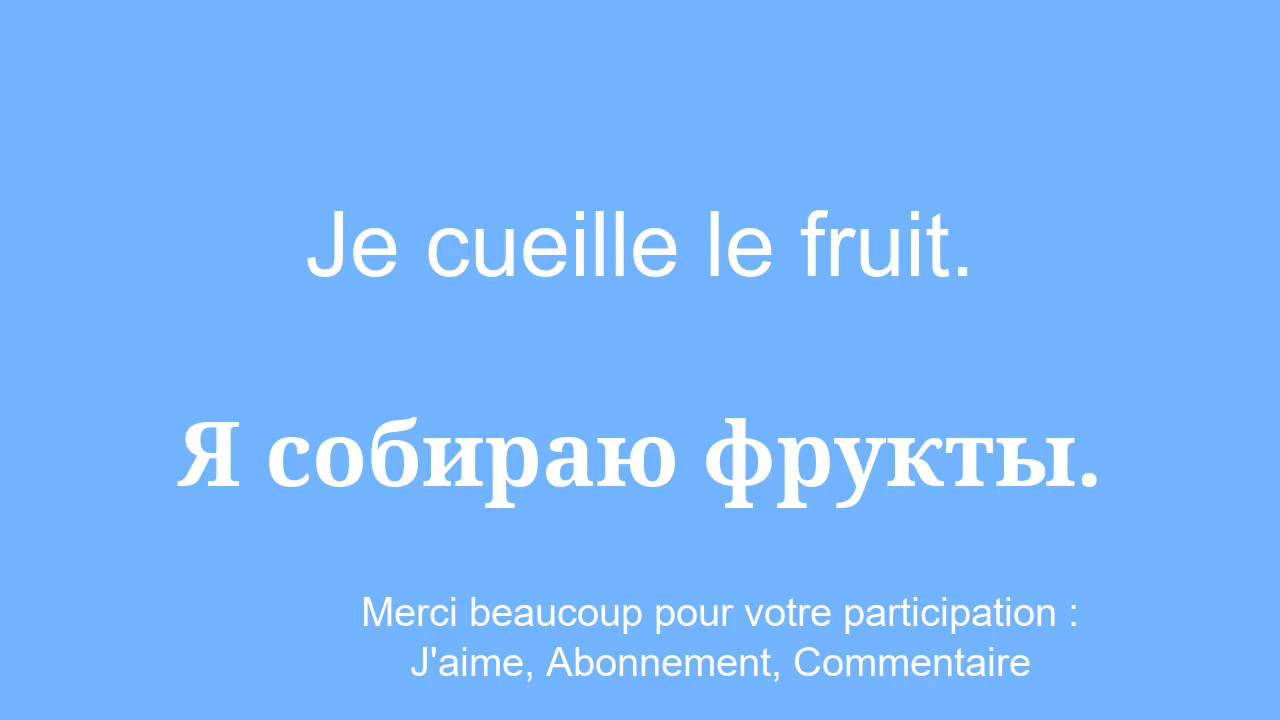 Je cueille le fruit.
Я собираю фрукты.
Merci beaucoup pour votre participation :
J'aime, Abonnement, Commentaire